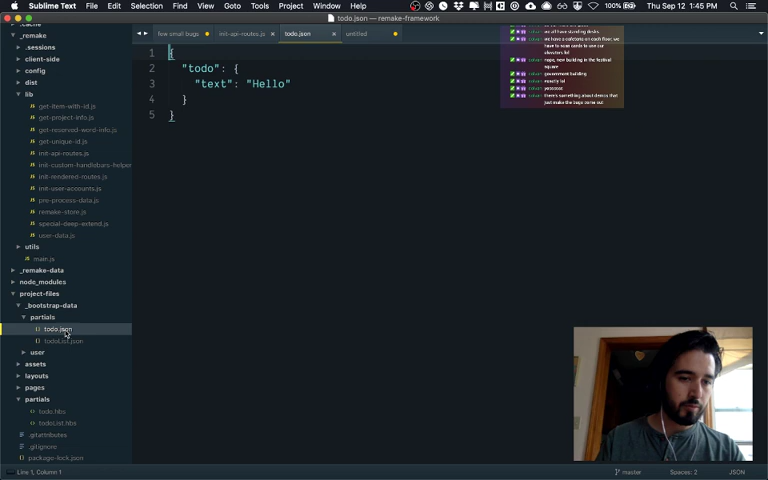 Sublime Text File Edit Selection Find View Goto Tools Project Window Help 100% Thu Sep 12 1:45 PM
todo.json — remake-framework
few small bugs init-api-routes.js todo.json untitled
.cache
_remake
.sessions
client-side
config
dist
lib
get-item-with-id.js
get-project-info.js
get-reserved-word-info.js
get-unique-id.js
init-api-routes.js
init-custom-handlebars-helper
init-rendered-routes.js
init-user-accounts.js
pre-process-data.js
remake-store.js
special-deep-extend.js
user-data.js
utils
main.js
_remake-data
node_modules
project-files
_bootstrap-data
partials
todo.json
todoList.json
user
assets
layouts
pages
partials
todo.hbs
todoList.hbs
.gitattributes
.gitignore
package-lock.json
1 {
2 "todo": {
3 "text": "Hello"
4 }
5 }
we have a cafeteria on each floor, we
have to scan cards to use our
elevators lol
nope, new building in the festival
square
government building
exactly lol
yesssss
there's something about demos that
just make the bugs come out
Line 1, Column 1 master Spaces: 2 JSON